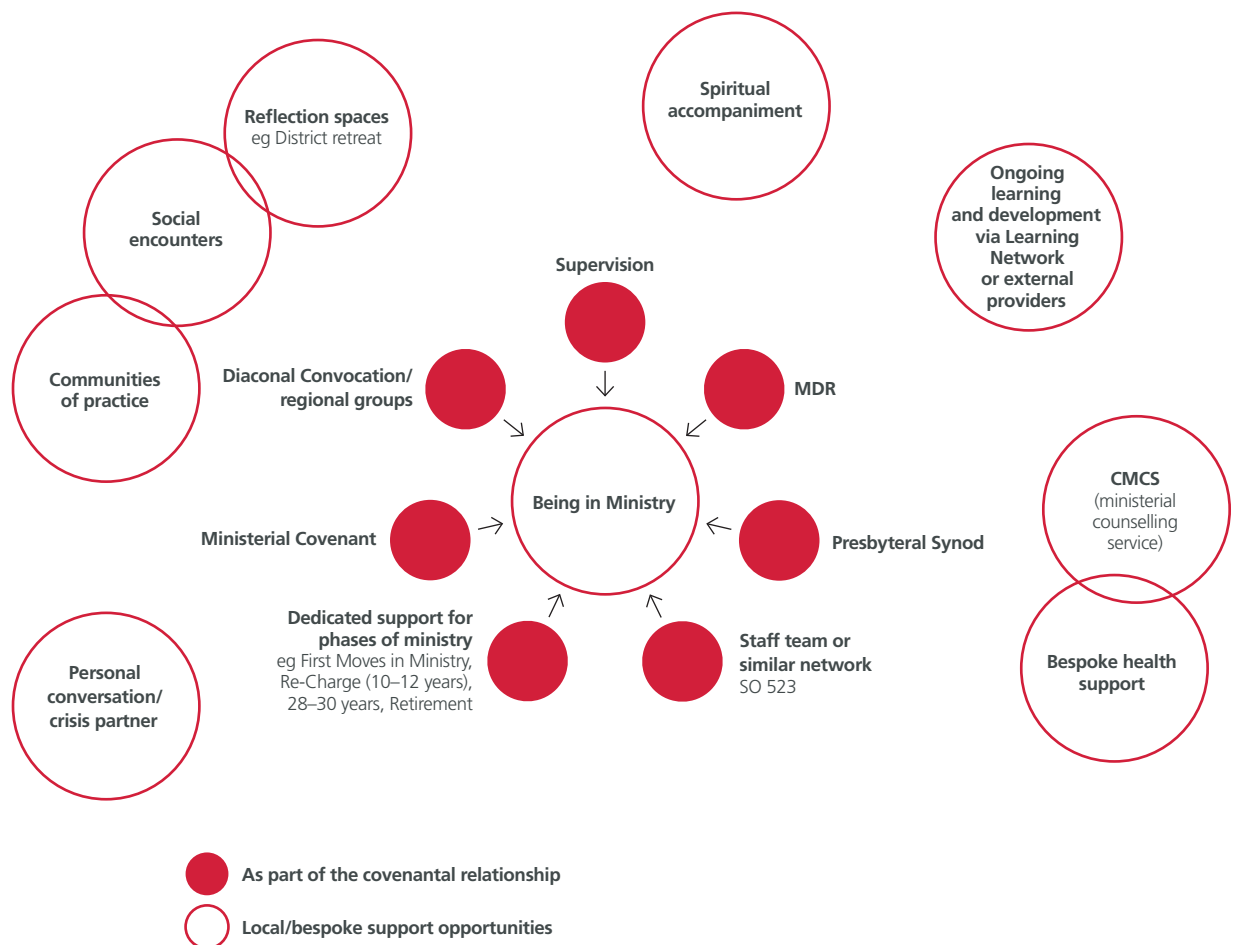 Reflection spaces
eg District retreat
Spiritual
accompaniment
Social
encounters
Ongoing
learning
and development
via Learning
Network
or external
providers
Communities
of practice
Supervision
Diaconal Convocation/
regional groups
MDR
Being in Ministry
Ministerial Covenant
Presbyteral Synod
CMCS
(ministerial
counselling
service)
Dedicated support for
phases of ministry
eg First Moves in Ministry,
Re-Charge (10–12 years),
28–30 years, Retirement
Staff team or
similar network
SO 523
Bespoke health
support
Personal
conversation/
crisis partner
As part of the covenantal relationship
Local/bespoke support opportunities